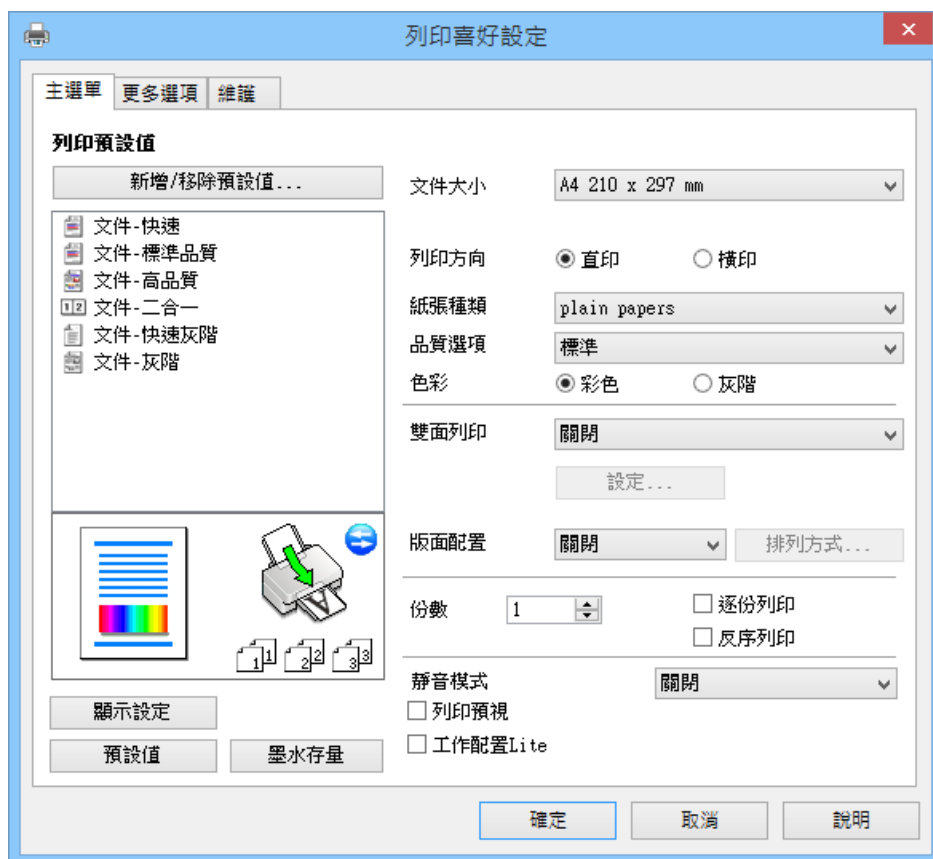 列印喜好設定
主選單 更多選項 維護
列印預設值
新增/移除預設值...
文件-快速
文件-標準品質
文件-高品質
1 2 文件-二合一
文件-快速灰階
文件-灰階
1 1 2 2 3 3
顯示設定
預設值 墨水存量
文件大小 A4 210 x 297 mm
列印方向 直印 橫印
紙張種類 plain papers
品質選項 標準
色彩 彩色 灰階
雙面列印 關閉
設定...
版面配置 關閉 排列方式...
份數 1 逐份列印
反序列印
靜音模式 關閉
列印預視
工作配置Lite
確定 取消 說明